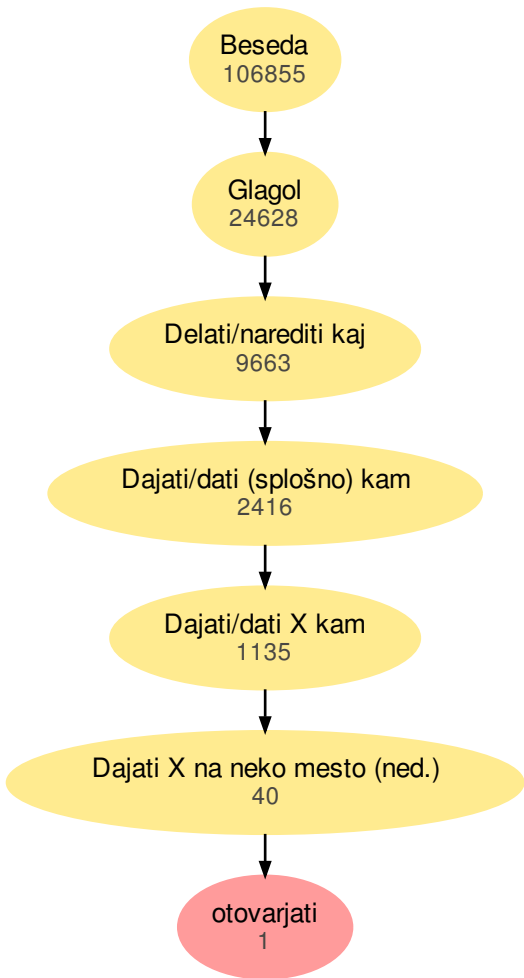 Beseda
106855
Glagol
24628
Delati/narediti kaj
9663
Dajati/dati (splošno) kam
2416
Dajati/dati X kam
1135
Dajati X na neko mesto (ned.)
40
otovarjati
1